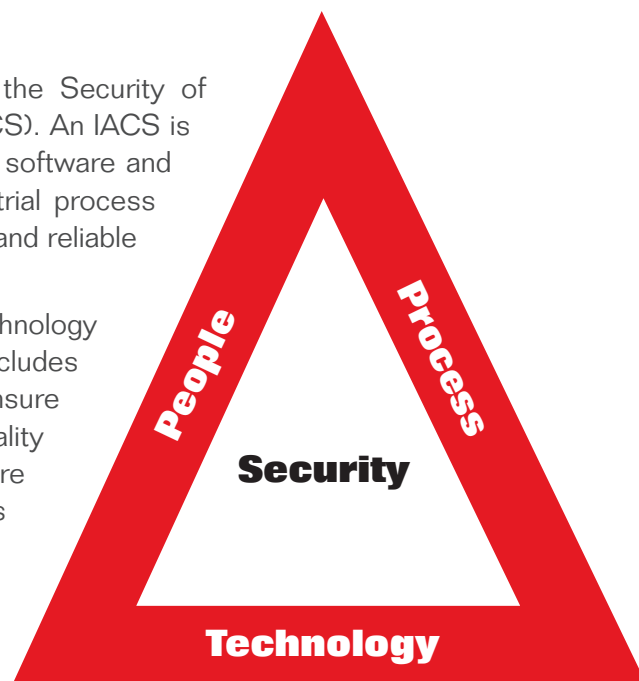 the Security of
CS). An IACS is
software and
trial process
and reliable
chnology
cludes
nsure
ality
re
s
People
Process
Security
Technology